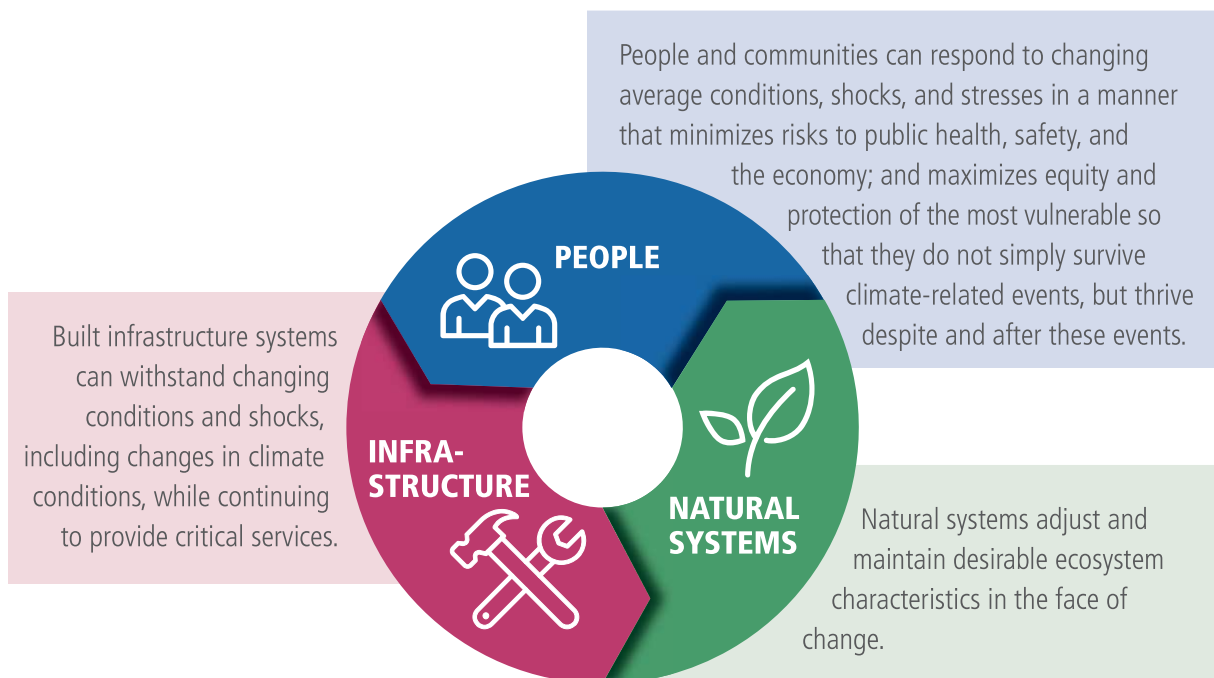 People and communities can respond to changing
average conditions, shocks, and stresses in a manner
that minimizes risks to public health, safety, and
the economy; and maximizes equity and
protection of the most vulnerable so
that they do not simply survive
climate-related events, but thrive
despite and after these events.
PEOPLE
Built infrastructure systems
can withstand changing
conditions and shocks,
including changes in climate
conditions, while continuing
to provide critical services.
INFRA-
STRUCTURE
NATURAL
SYSTEMS
Natural systems adjust and
maintain desirable ecosystem
characteristics in the face of
change.